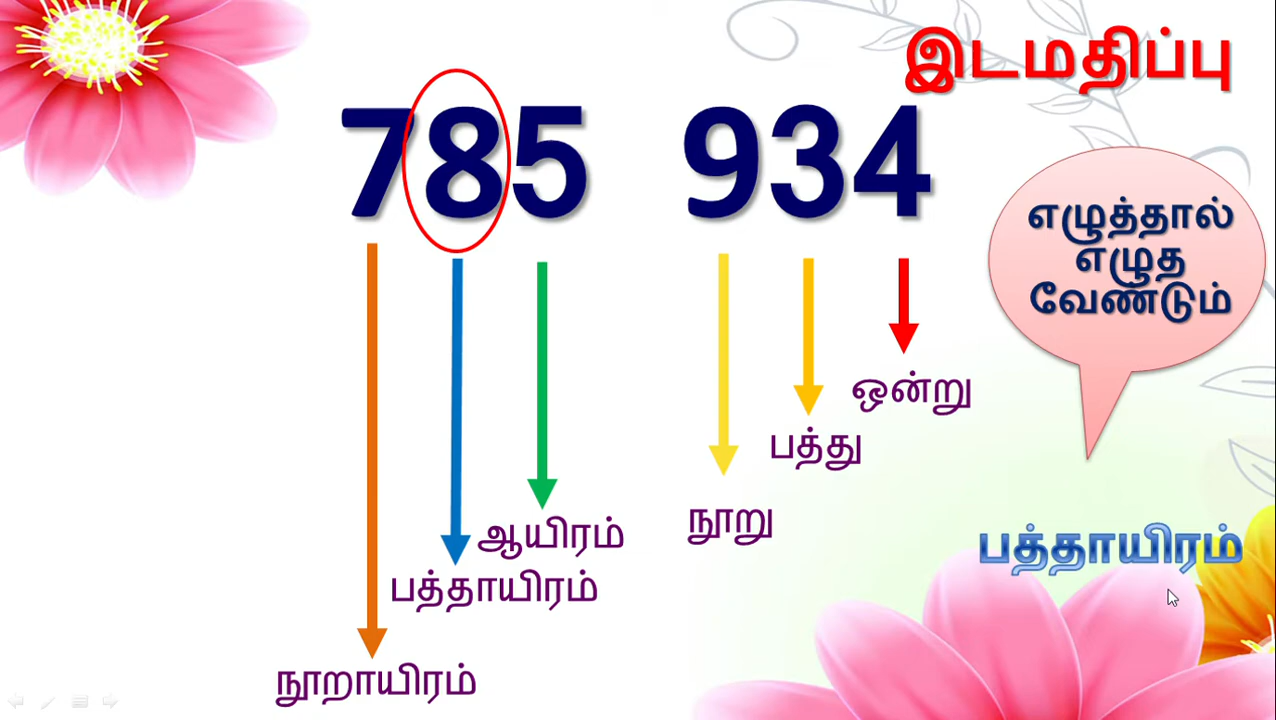 இடமதிப்பு
785 934
எழுத்தால்
எழுத
வேண்டும்
ஒன்று
பத்து
நூறு
ஆயிரம்
பத்தாயிரம்
நூறாயிரம்
பத்தாயிரம்